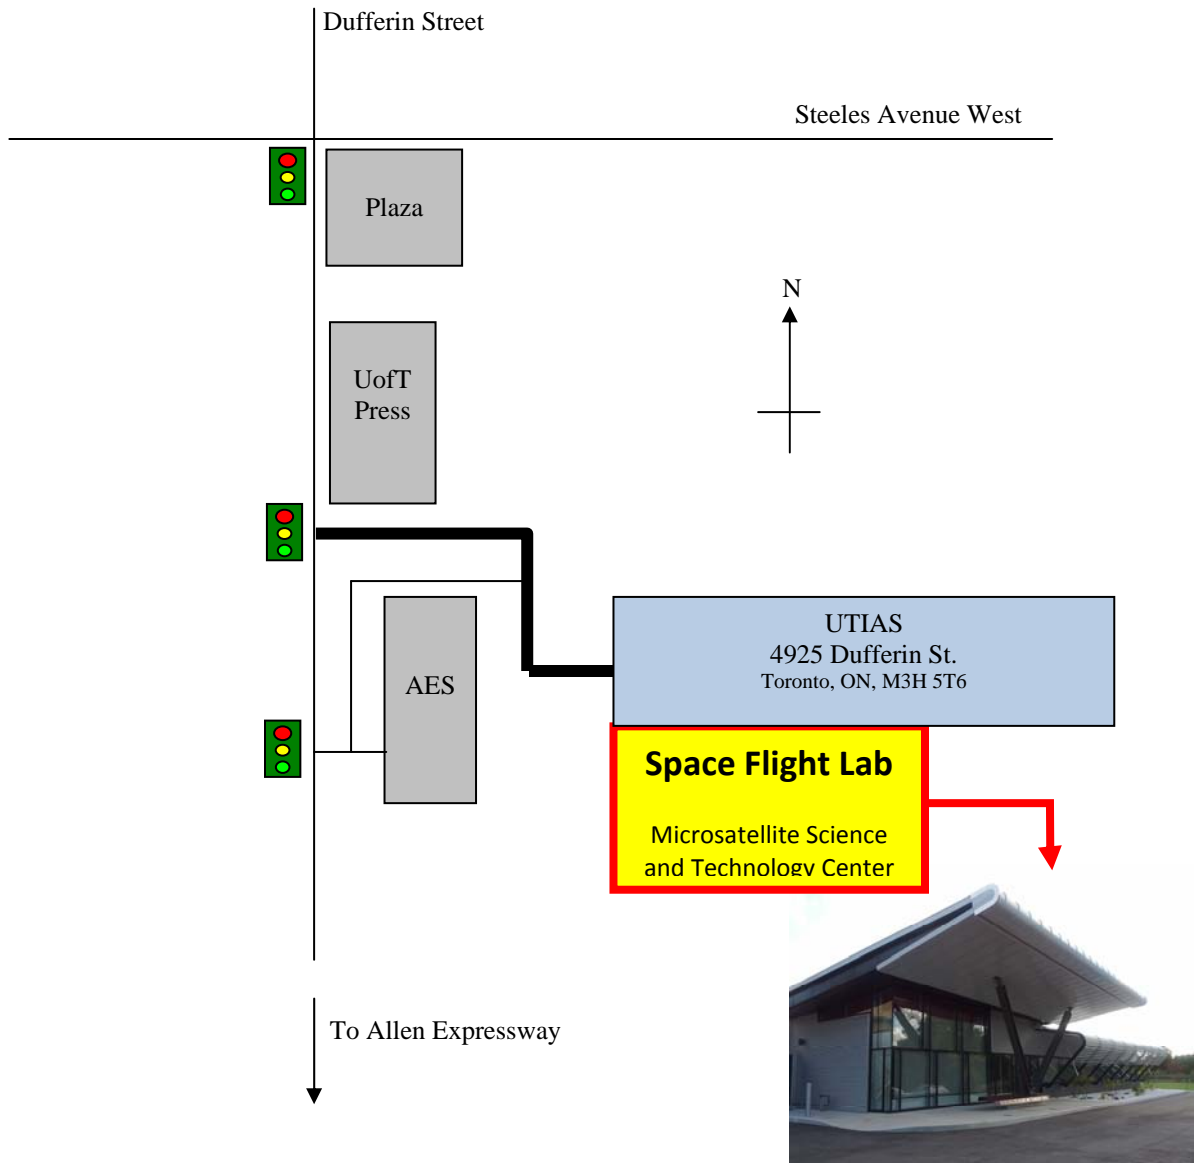 Dufferin Street
Steeles Avenue West
Plaza
N
UofT
Press
UTIAS
4925 Dufferin St.
Toronto, ON, M3H 5T6
AES
Space Flight Lab
Microsatellite Science
and Technology Center
To Allen Expressway